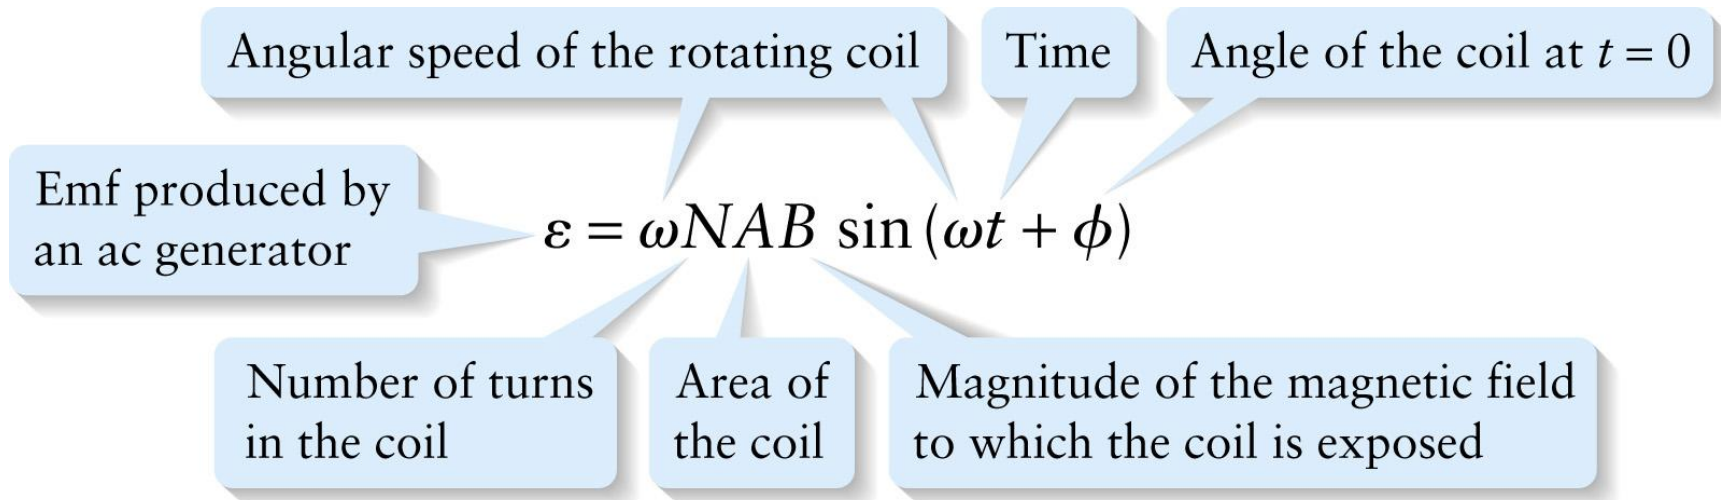 Angular speed of the rotating coil
Time
Angle of the coil at t = 0
Emf produced by
an ac generator
ε = ωNAB sin (ωt + ϕ)
Number of turns
in the coil
Area of
the coil
Magnitude of the magnetic field
to which the coil is exposed